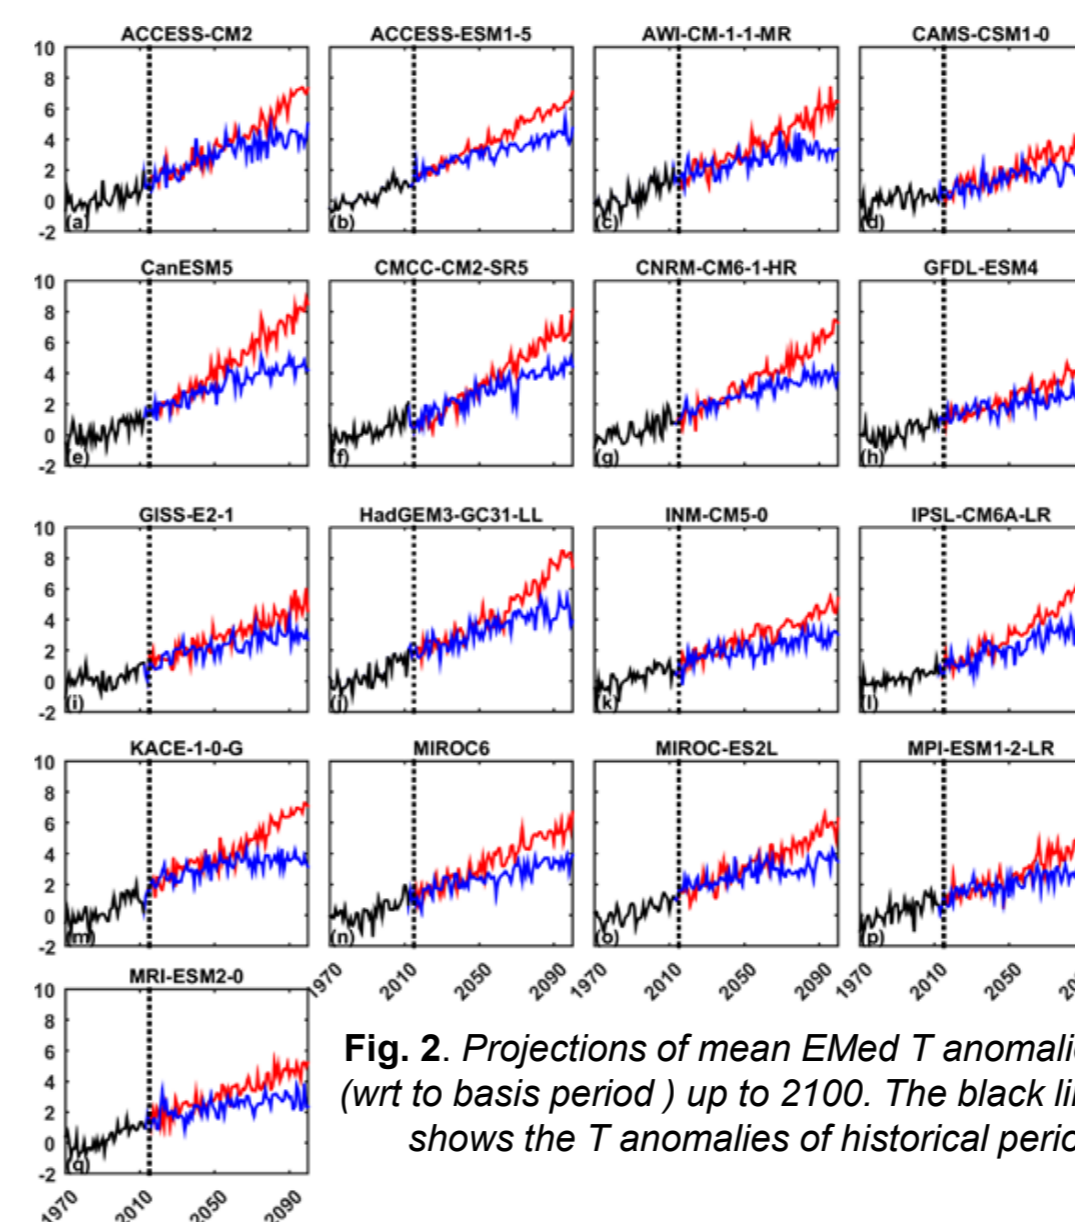 ACCESS-CM2 ACCESS-ESM1-5 AWI-CM-1-1-MR CAMS-CSM1-0
10
8
6
4
2
0
-2
(a) (b) (c) (d)
CanESM5 CMCC-CM2-SR5 CNRM-CM6-1-HR GFDL-ESM4
10
8
6
4
2
0
-2
(e) (f) (g) (h)
GISS-E2-1 HadGEM3-GC31-LL INM-CM5-0 IPSL-CM6A-LR
10
8
6
4
2
0
-2
(i) (j) (k) (l)
KACE-1-0-G MIROC6 MIROC-ES2L MPI-ESM1-2-LR
10
8
6
4
2
0
-2
(m) (n) (o) (p)
1970 2010 2050 2090 1970 2010 2050 2090 1970 2010 2050
MRI-ESM2-0
10
8
6
4
2
0
-2
(q)
1970 2010 2050 2090
Fig. 2. Projections of mean EMed T anomalie
(wrt to basis period ) up to 2100. The black li
shows the T anomalies of historical perio